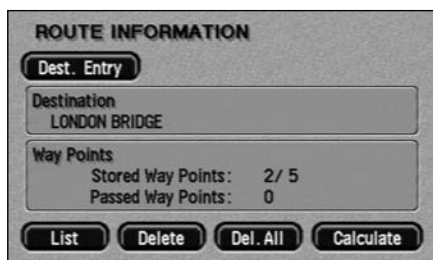 ROUTE INFORMATION
Dest. Entry
Destination
LONDON BRIDGE
Way Points
Stored Way Points: 2/ 5
Passed Way Points: 0
List Delete Del. All Calculate